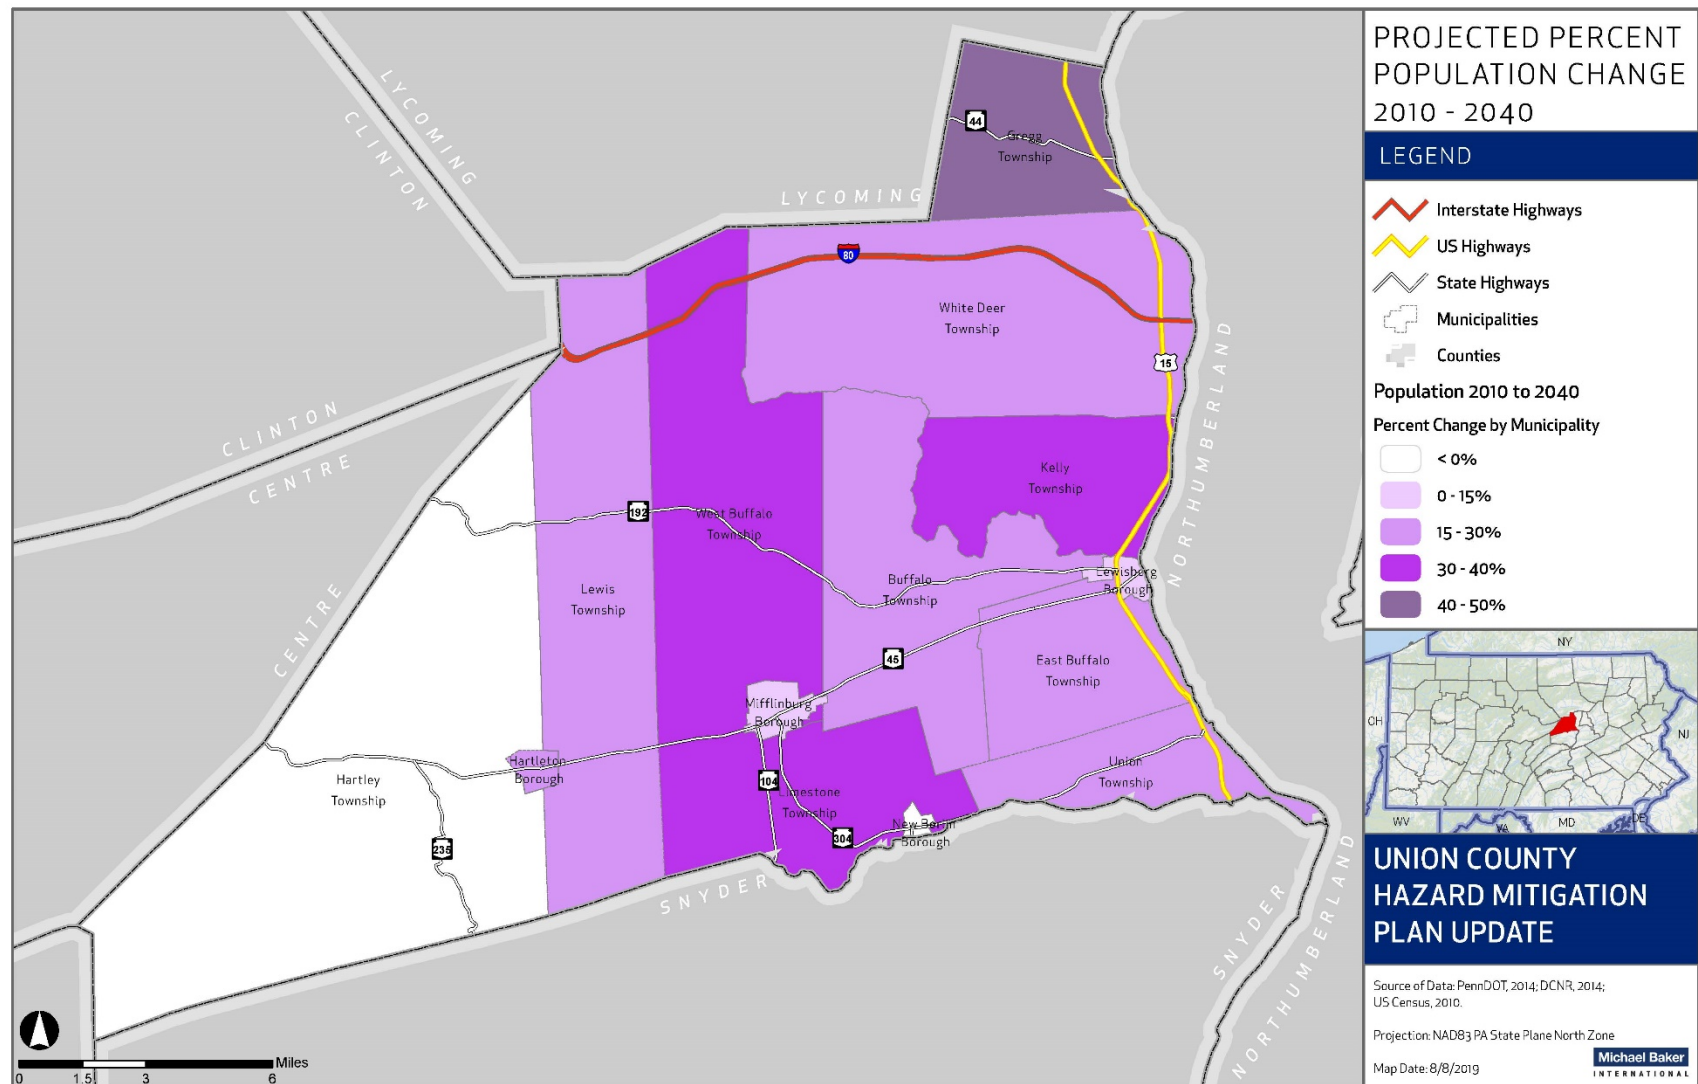 PROJECTED PERCENT
POPULATION CHANGE
2010 - 2040
LEGEND
Interstate Highways
US Highways
State Highways
Municipalities
Counties
Population 2010 to 2040
Percent Change by Municipality
< 0%
0 - 15%
15 - 30%
30 - 40%
40 - 50%
NY
OH
NJ
WV
VA
MD
DE
UNION COUNTY
HAZARD MITIGATION
PLAN UPDATE
Source of Data: PennDOT, 2014; DCNR, 2014;
US Census, 2010.
Projection: NAD83 PA State Plane North Zone
Map Date: 8/8/2019
Michael Baker
INTERNATIONAL
LYCOMING
CLINTON
LYCOMING
44
Gregg
Township
80
White Deer
Township
15
NORTHUMBERLAND
CLINTON
CENTRE
Kelly
Township
192
West Buffalo
Township
Lewis
Township
Buffalo
Township
Lewisberg
Borough
CENTRE
45
East Buffalo
Township
Mifflinburg
Borough
Hartleton
Borough
Hartley
Township
104
Limestone
Township
Union
Township
304
New Berlin
Borough
235
SNYDER
SNYDER
NORTHUMBERLAND
0
1.5
3
6
Miles